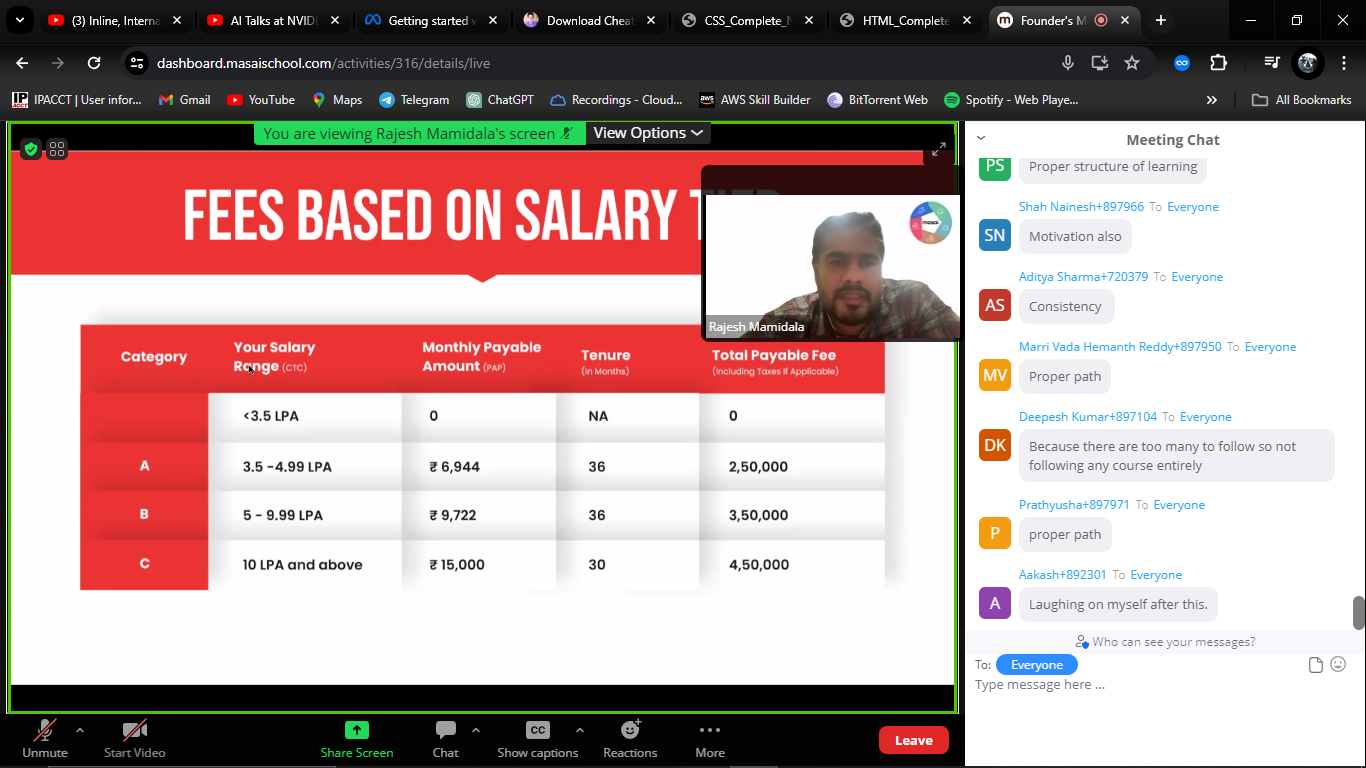 (3) Inline, Interna
AI Talks at NVIDI
Getting started w
Download Cheat
CSS_Complete_N
HTML_Complete
Founder's M
dashboard.masaischool.com/activities/316/details/live
IPACCT | User infor...
Gmail
YouTube
Maps
Telegram
ChatGPT
Recordings - Cloud...
AWS Skill Builder
BitTorrent Web
Spotify - Web Playe...
»
All Bookmarks
You are viewing Rajesh Mamidala's screen
View Options
FEES BASED ON SALARY T
masai.
Rajesh Mamidala
Category
Your Salary
Range (CTC)
Monthly Payable
Amount (PAP)
Tenure
(In Months)
Total Payable Fee
(Including Taxes If Applicable)
<3.5 LPA
0
NA
0
A
3.5 -4.99 LPA
₹ 6,944
36
2,50,000
B
5 - 9.99 LPA
₹ 9,722
36
3,50,000
C
10 LPA and above
₹ 15,000
30
4,50,000
Unmute
Start Video
Share Screen
Chat
CC
Show captions
Reactions
More
Leave
Meeting Chat
PS
Proper structure of learning
Shah Nainesh+897966 To Everyone
SN
Motivation also
Aditya Sharma+720379 To Everyone
AS
Consistency
Marri Vada Hemanth Reddy+897950 To Everyone
MV
Proper path
Deepesh Kumar+897104 To Everyone
DK
Because there are too many to follow so not
following any course entirely
Prathyusha+897971 To Everyone
P
proper path
Aakash+892301 To Everyone
A
Laughing on myself after this.
Who can see your messages?
To: Everyone
Type message here ...